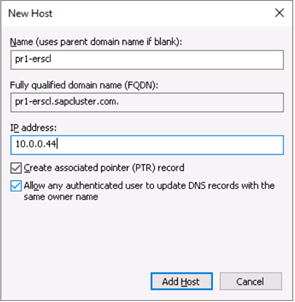 New Host
Name (uses parent domain name if blank):
pr1-erscl
Fully qualified domain name (FQDN):
pr1-erscl.sapcluster.com.
IP address:
10.0.0.44
Create associated pointer (PTR) record
Allow any authenticated user to update DNS records with the
same owner name
Add Host
Cancel